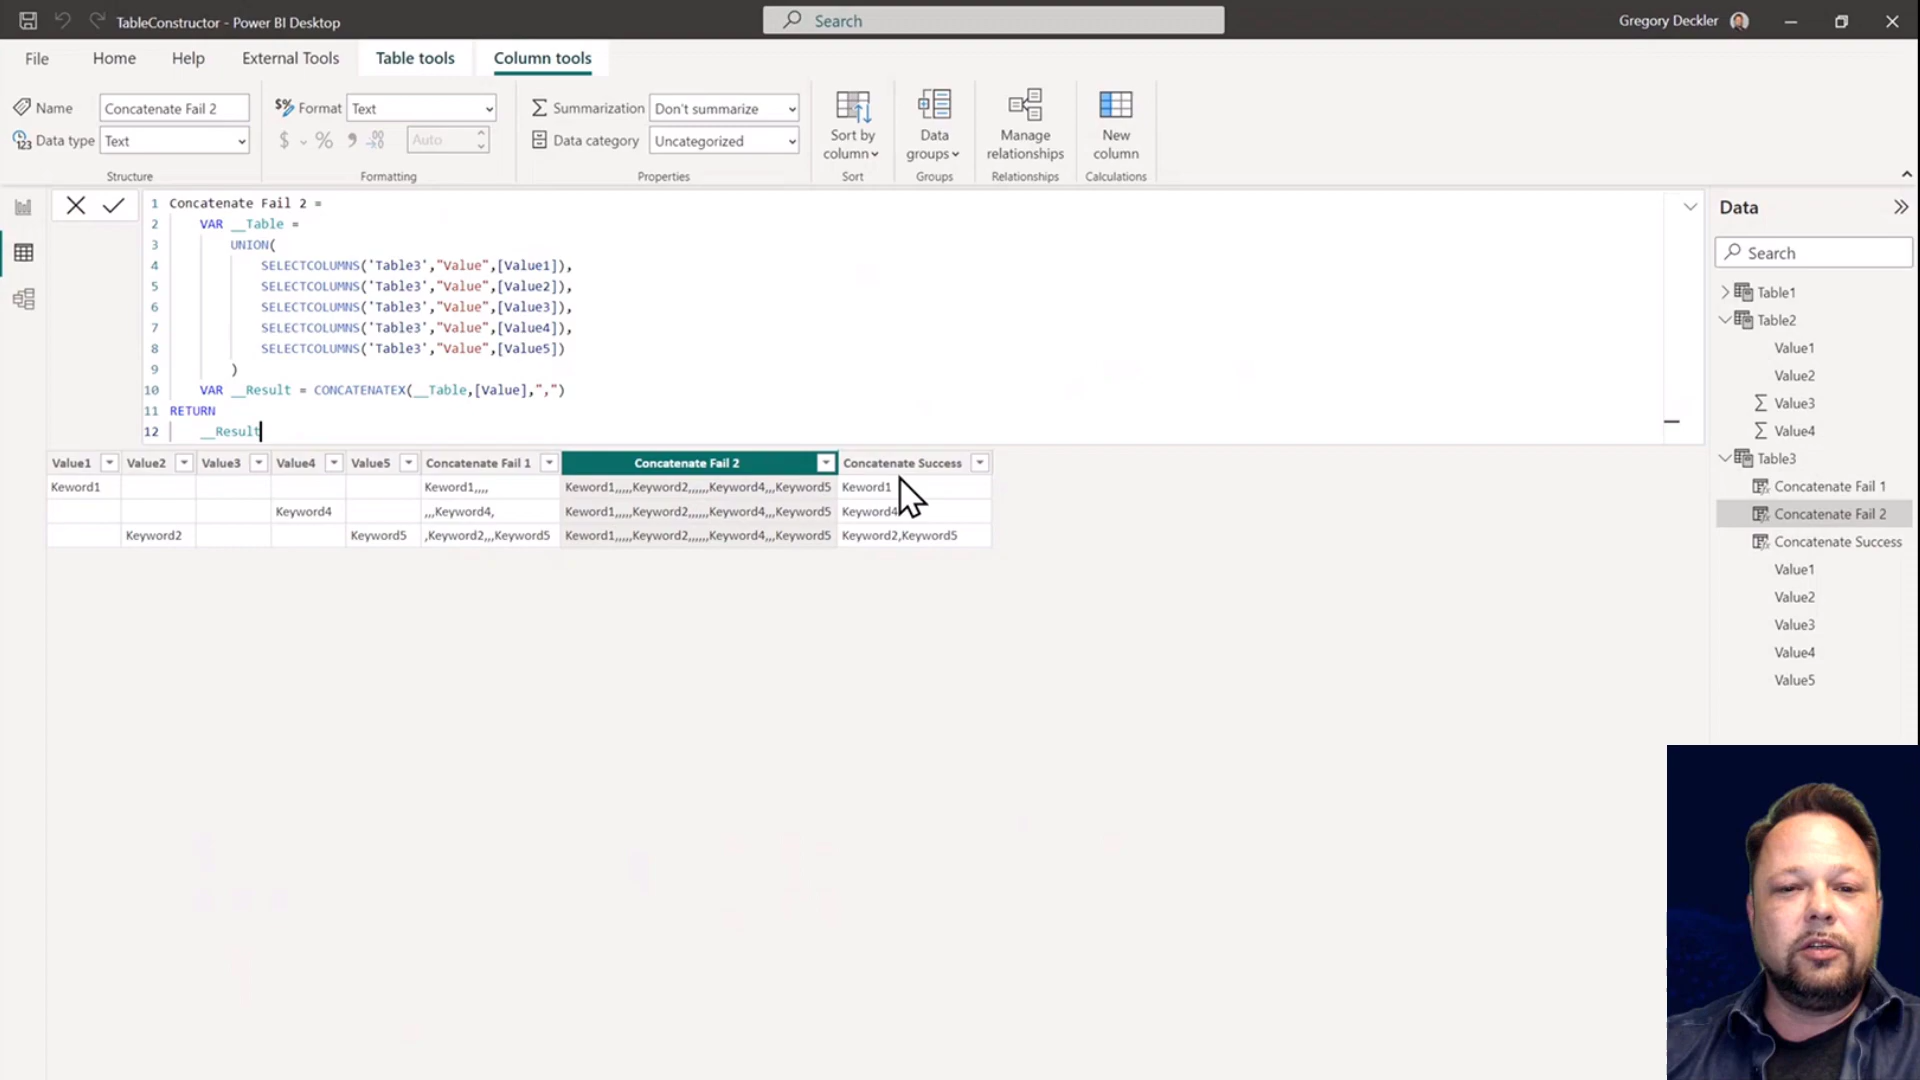 TableConstructor - Power BI Desktop
Search
Gregory Deckler
File
Home
Help
External Tools
Table tools
Column tools
Name
Concatenate Fail 2
Data type
Text
Structure
Format
Text
$
%
Auto
Formatting
Summarization
Don't summarize
Data category
Uncategorized
Properties
Sort by
column
Sort
Data
groups
Groups
Manage
relationships
Relationships
New
column
Calculations
1 Concatenate Fail 2 =
2 VAR __Table =
3 UNION(
4 SELECTCOLUMNS('Table3',"Value",[Value1]),
5 SELECTCOLUMNS('Table3',"Value",[Value2]),
6 SELECTCOLUMNS('Table3',"Value",[Value3]),
7 SELECTCOLUMNS('Table3',"Value",[Value4]),
8 SELECTCOLUMNS('Table3',"Value",[Value5])
9 )
10 VAR __Result = CONCATENATEX(__Table,[Value],",")
11 RETURN
12 __Result
Value1 Value2 Value3 Value4 Value5 Concatenate Fail 1 Concatenate Fail 2 Concatenate Success
Keword1 Keword1,,,, Keword1,,,,,Keyword2,,,,,,Keyword4,,,Keyword5 Keword1
Keyword4 ,,,Keyword4, Keword1,,,,,Keyword2,,,,,,Keyword4,,,Keyword5 Keyword4
Keyword2 Keyword5 ,Keyword2,,,Keyword5 Keword1,,,,,Keyword2,,,,,,Keyword4,,,Keyword5 Keyword2,Keyword5
Data
Search
Table1
Table2
Value1
Value2
Value3
Value4
Table3
Concatenate Fail 1
Concatenate Fail 2
Concatenate Success
Value1
Value2
Value3
Value4
Value5